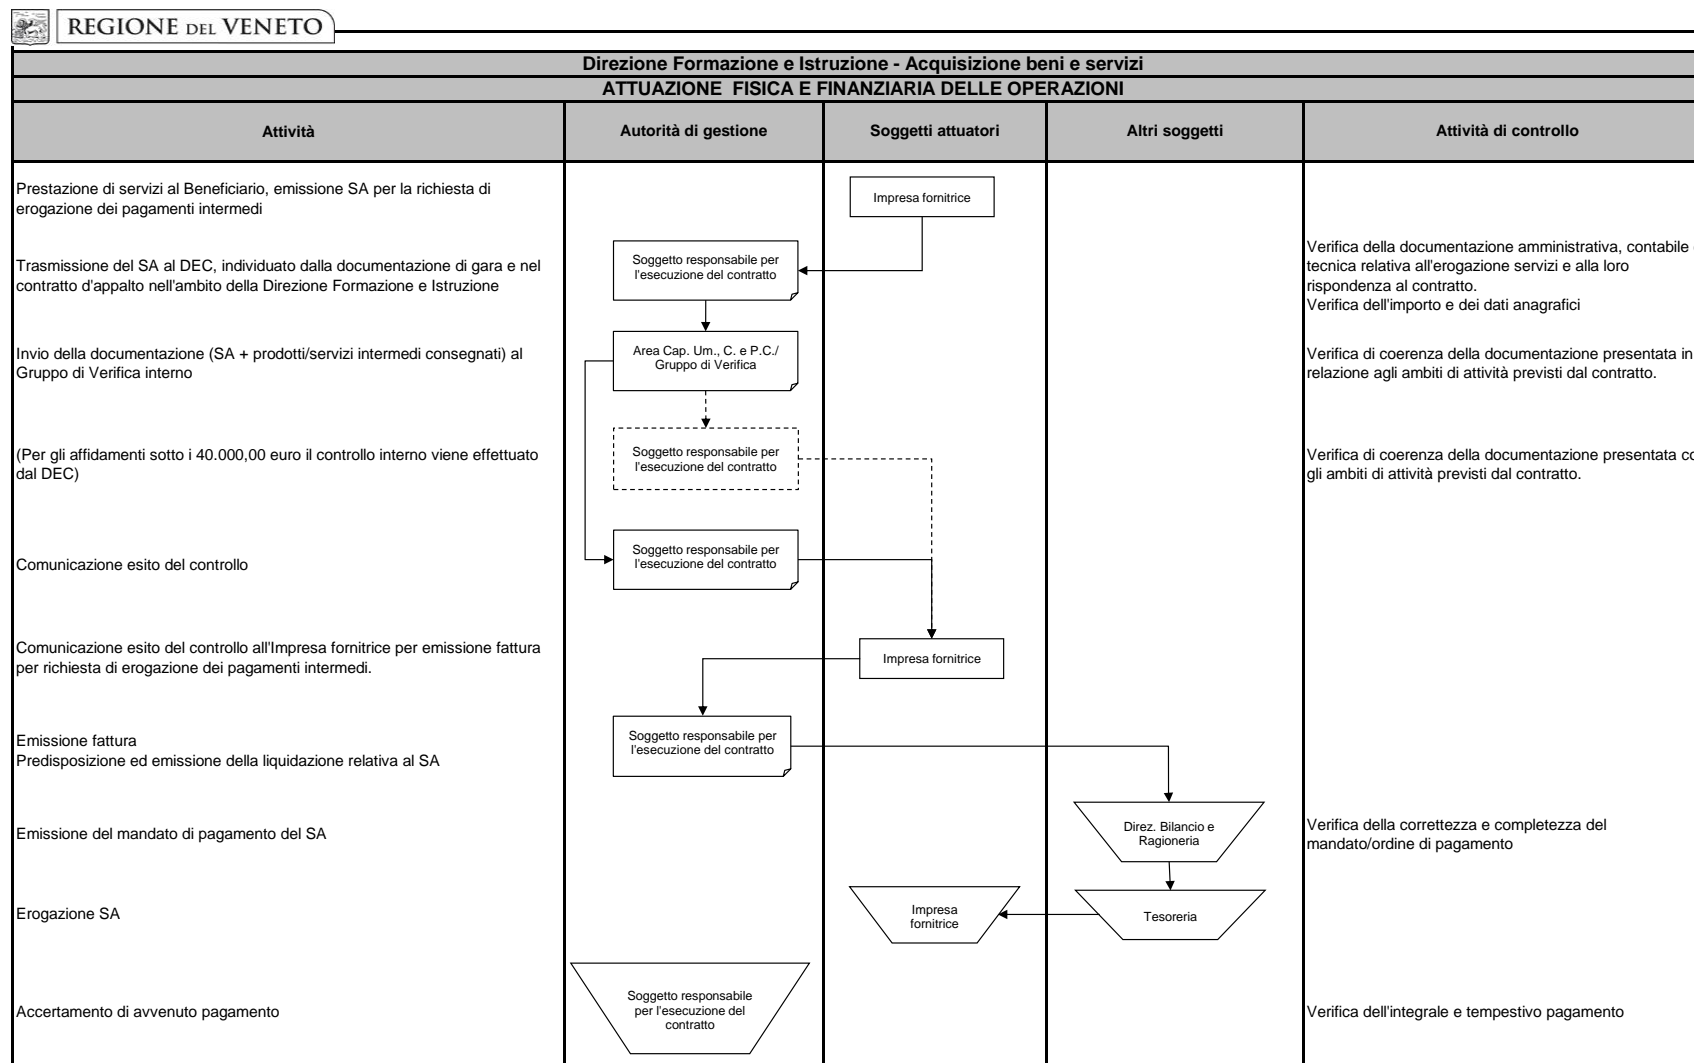 REGIONE DEL VENETO
Direzione Formazione e Istruzione - Acquisizione beni e servizi
ATTUAZIONE FISICA E FINANZIARIA DELLE OPERAZIONI
Attività
Autorità di gestione
Soggetti attuatori
Altri soggetti
Attività di controllo
Prestazione di servizi al Beneficiario, emissione SA per la richiesta di
erogazione dei pagamenti intermedi
Impresa fornitrice
Trasmissione del SA al DEC, individuato dalla documentazione di gara e nel
contratto d'appalto nell'ambito della Direzione Formazione e Istruzione
Soggetto responsabile per
l'esecuzione del contratto
Verifica della documentazione amministrativa, contabile
tecnica relativa all'erogazione servizi e alla loro
rispondenza al contratto.
Verifica dell'importo e dei dati anagrafici
Invio della documentazione (SA + prodotti/servizi intermedi consegnati) al
Gruppo di Verifica interno
Area Cap. Um., C. e P.C./
Gruppo di Verifica
Verifica di coerenza della documentazione presentata in
relazione agli ambiti di attività previsti dal contratto.
(Per gli affidamenti sotto i 40.000,00 euro il controllo interno viene effettuato
dal DEC)
Soggetto responsabile per
l'esecuzione del contratto
Verifica di coerenza della documentazione presentata
gli ambiti di attività previsti dal contratto.
Comunicazione esito del controllo
Soggetto responsabile per
l'esecuzione del contratto
Comunicazione esito del controllo all'Impresa fornitrice per emissione fattura
per richiesta di erogazione dei pagamenti intermedi.
Impresa fornitrice
Emissione fattura
Predisposizione ed emissione della liquidazione relativa al SA
Soggetto responsabile per
l'esecuzione del contratto
Emissione del mandato di pagamento del SA
Direz. Bilancio e
Ragioneria
Verifica della correttezza e completezza del
mandato/ordine di pagamento
Erogazione SA
Impresa
fornitrice
Tesoreria
Accertamento di avvenuto pagamento
Soggetto responsabile
per l'esecuzione del
contratto
Verifica dell'integrale e tempestivo pagamento